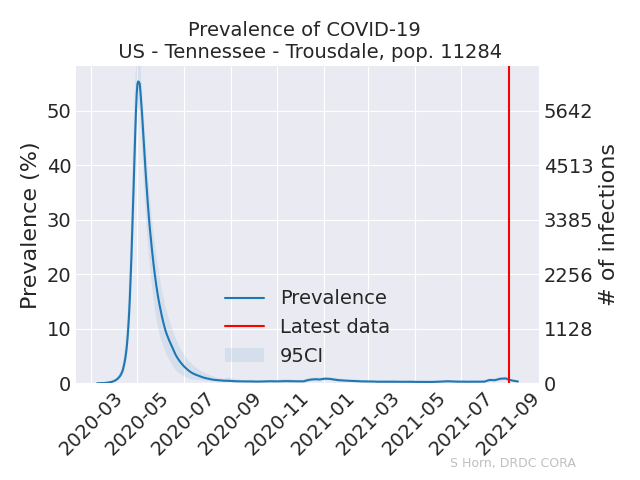 Prevalence of COVID-19
US - Tennessee - Trousdale, pop. 11284
Prevalence (%)
50
40
30
20
10
0
5642
4513
3385
2256
1128
0
# of infections
Prevalence
Latest data
95CI
2020-03
2020-05
2020-07
2020-09
2020-11
2021-01
2021-03
2021-05
2021-07
2021-09
S Horn, DRDC CORA